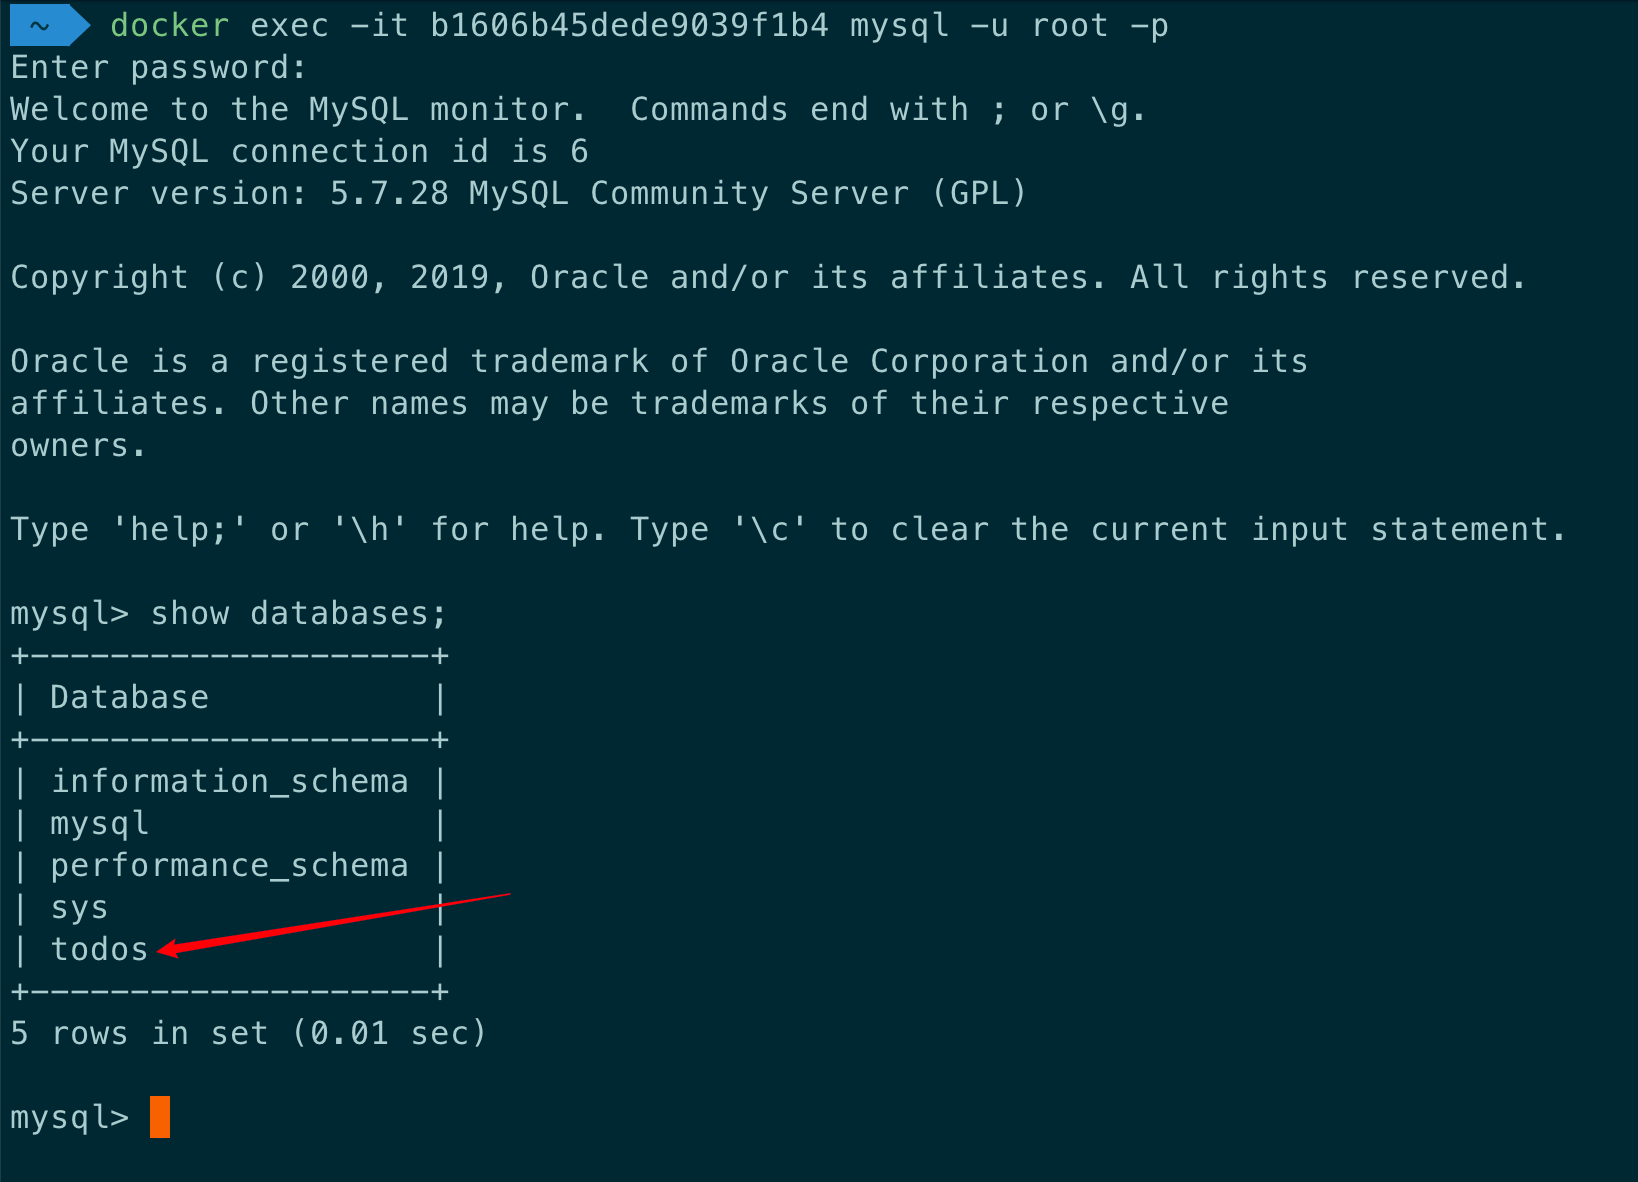 ~ docker exec -it b1606b45dede9039f1b4 mysql -u root -p
Enter password:
Welcome to the MySQL monitor.  Commands end with ; or \g.
Your MySQL connection id is 6
Server version: 5.7.28 MySQL Community Server (GPL)

Copyright (c) 2000, 2019, Oracle and/or its affiliates. All rights reserved.

Oracle is a registered trademark of Oracle Corporation and/or its
affiliates. Other names may be trademarks of their respective
owners.

Type 'help;' or '\h' for help. Type '\c' to clear the current input statement.

mysql> show databases;
+--------------------+
| Database           |
+--------------------+
| information_schema |
| mysql              |
| performance_schema |
| sys                |
| todos              |
+--------------------+
5 rows in set (0.01 sec)

mysql>